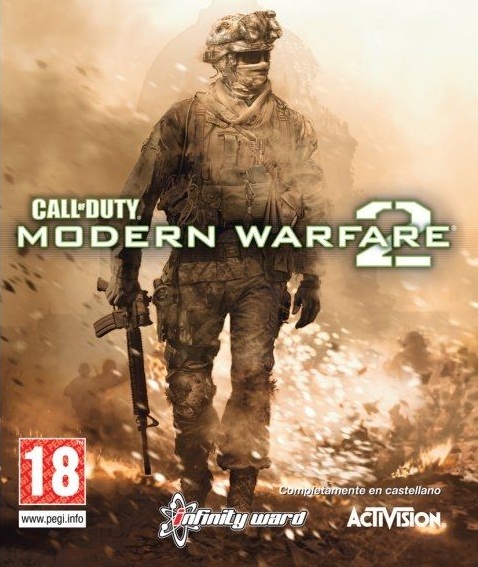 CALL OF DUTY®
MODERN WARFARE® 2
18
www.pegi.info
Completamente en castellano
infinity ward
ACTIVISION